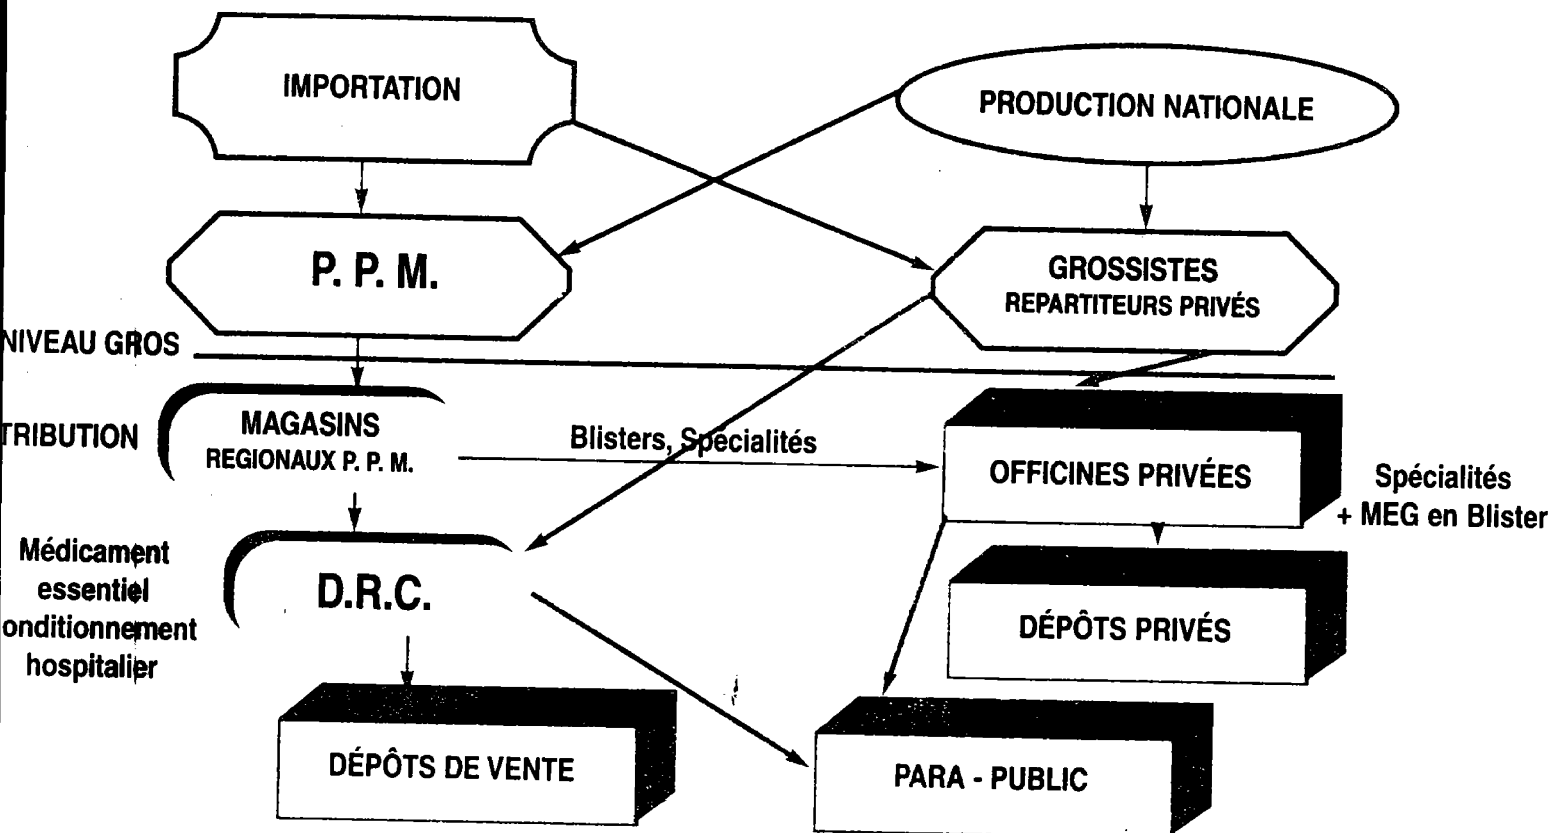 IMPORTATION
PRODUCTION NATIONALE
P. P. M.
GROSSISTES
REPARTITEURS PRIVÉS
NIVEAU GROS
TRIBUTION
MAGASINS
REGIONAUX P. P. M.
Blisters, Spécialités
OFFICINES PRIVÉES
Spécialités
+ MEG en Blister
Médicament
essentiel
onditionnement
hospitalier
D.R.C.
DÉPÔTS PRIVÉS
DÉPÔTS DE VENTE
PARA - PUBLIC